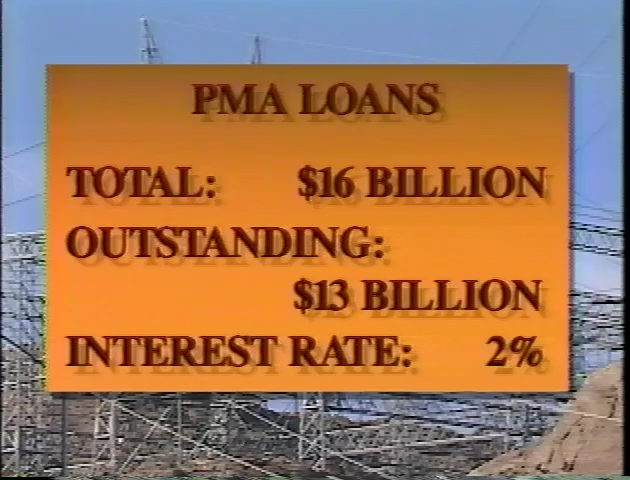 PMA LOANS
TOTAL: $16 BILLION
OUTSTANDING:
$13 BILLION
INTEREST RATE: 2%